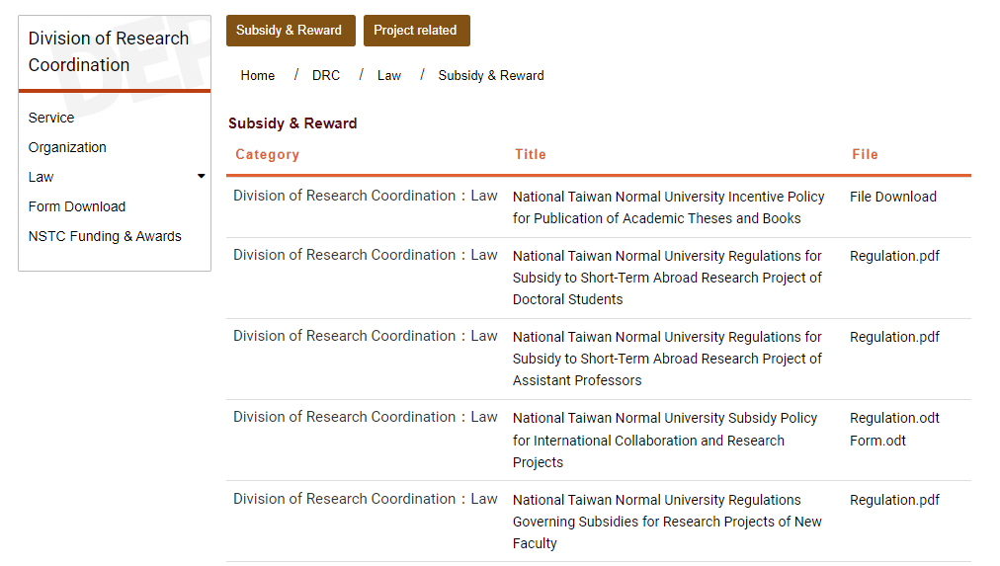 Division of Research
Coordination
Service
Organization
Law
Form Download
NSTC Funding & Awards
Subsidy & Reward
Project related
Home / DRC / Law / Subsidy & Reward
Subsidy & Reward
Category Title File
Division of Research Coordination：Law
National Taiwan Normal University Incentive Policy
for Publication of Academic Theses and Books
File Download
Division of Research Coordination：Law
National Taiwan Normal University Regulations for
Subsidy to Short-Term Abroad Research Project of
Doctoral Students
Regulation.pdf
Division of Research Coordination：Law
National Taiwan Normal University Regulations for
Subsidy to Short-Term Abroad Research Project of
Assistant Professors
Regulation.pdf
Division of Research Coordination：Law
National Taiwan Normal University Subsidy Policy
for International Collaboration and Research
Projects
Regulation.odt
Form.odt
Division of Research Coordination：Law
National Taiwan Normal University Regulations
Governing Subsidies for Research Projects of New
Faculty
Regulation.pdf